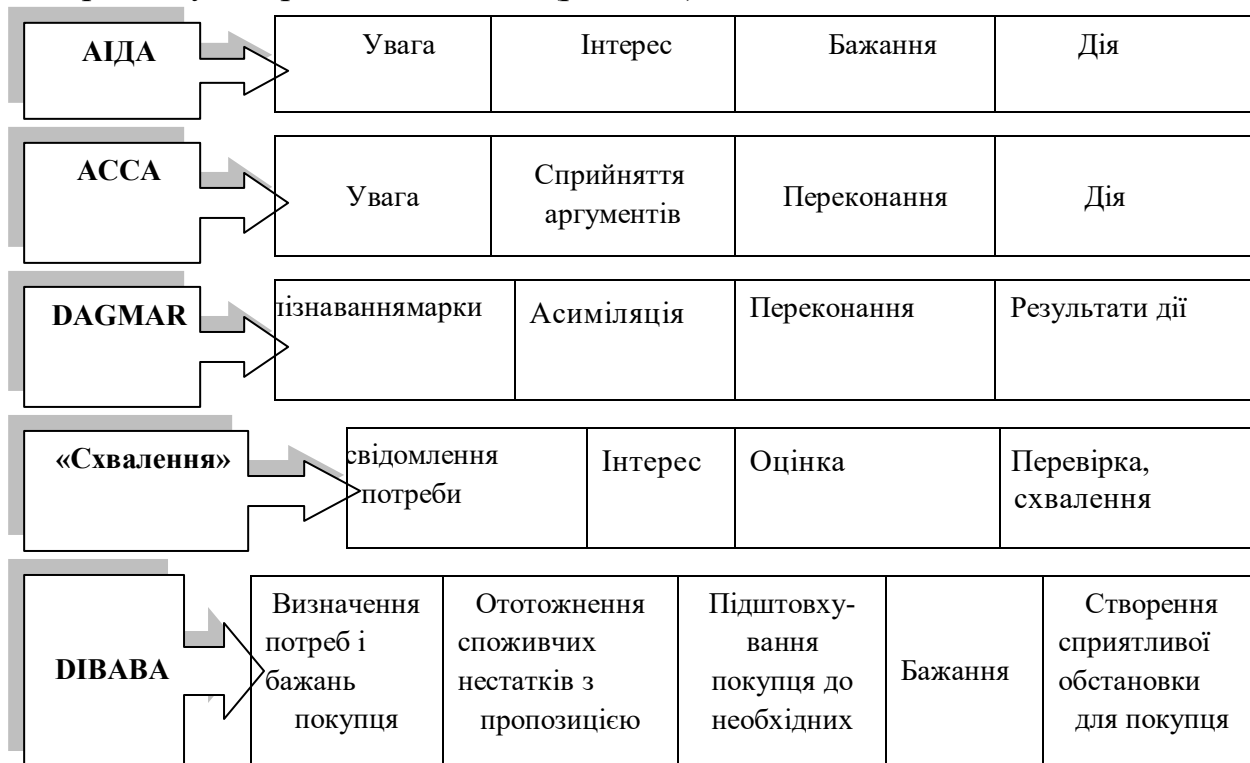 АІДА
Увага
Інтерес
Бажання
Дія
АССА
Увага
Сприйняття
аргументів
Переконання
Дія
DAGMAR
пізнаваннямарки
Асиміляція
Переконання
Результати дії
«Схвалення»
свідомлення
потреби
Інтерес
Оцінка
Перевірка,
схвалення
DIBABA
Визначення
потреб і
бажань
покупця
Ототожнення
споживчих
нестатків з
пропозицією
Підштовху-
вання
покупця до
необхідних
Бажання
Створення
сприятливої
обстановки
для покупця